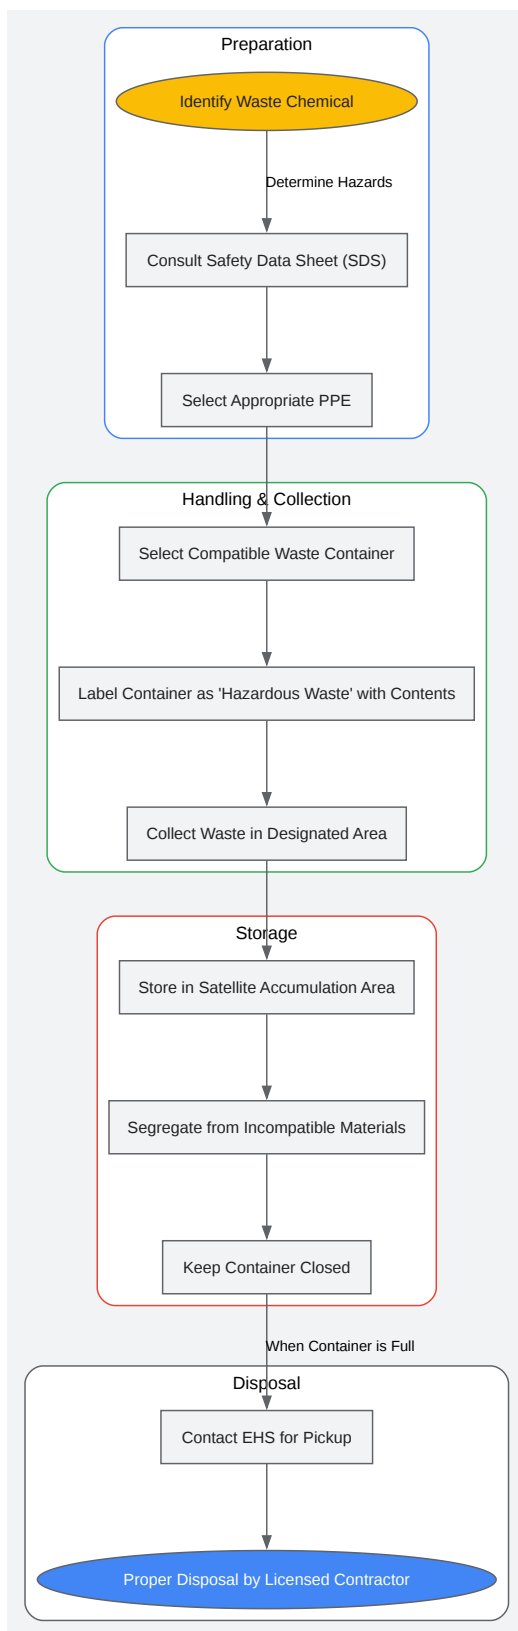 Preparation
Identify Waste Chemical
Determine Hazards
Consult Safety Data Sheet (SDS)
Select Appropriate PPE
Handling & Collection
Select Compatible Waste Container
Label Container as 'Hazardous Waste' with Contents
Collect Waste in Designated Area
Storage
Store in Satellite Accumulation Area
Segregate from Incompatible Materials
Keep Container Closed
When Container is Full
Disposal
Contact EHS for Pickup
Proper Disposal by Licensed Contractor